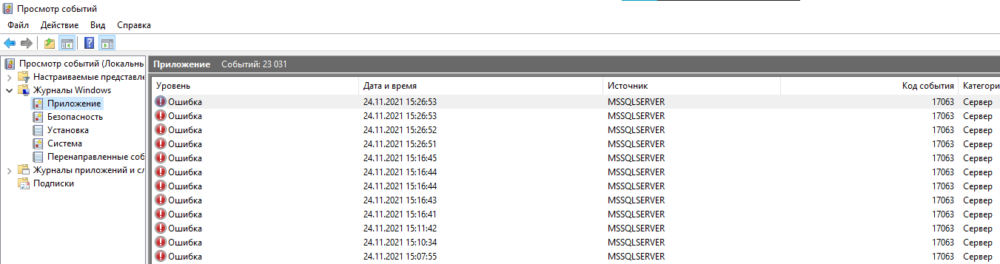 Просмотр событий
Файл Действие Вид Справка
Просмотр событий (Локальнь
Настраиваемые представле
Журналы Windows
Приложение
Безопасность
Установка
Система
Перенаправленные соб
Журналы приложений и сл
Подписки
Приложение Событий: 23 031
Уровень Дата и время Источник Код события Категори
Ошибка 24.11.2021 15:26:53 MSSQLSERVER 17063 Сервер
Ошибка 24.11.2021 15:26:53 MSSQLSERVER 17063 Сервер
Ошибка 24.11.2021 15:26:52 MSSQLSERVER 17063 Сервер
Ошибка 24.11.2021 15:26:51 MSSQLSERVER 17063 Сервер
Ошибка 24.11.2021 15:16:45 MSSQLSERVER 17063 Сервер
Ошибка 24.11.2021 15:16:44 MSSQLSERVER 17063 Сервер
Ошибка 24.11.2021 15:16:44 MSSQLSERVER 17063 Сервер
Ошибка 24.11.2021 15:16:43 MSSQLSERVER 17063 Сервер
Ошибка 24.11.2021 15:16:41 MSSQLSERVER 17063 Сервер
Ошибка 24.11.2021 15:11:42 MSSQLSERVER 17063 Сервер
Ошибка 24.11.2021 15:10:34 MSSQLSERVER 17063 Сервер
Ошибка 24.11.2021 15:07:55 MSSQLSERVER 17063 Сервер